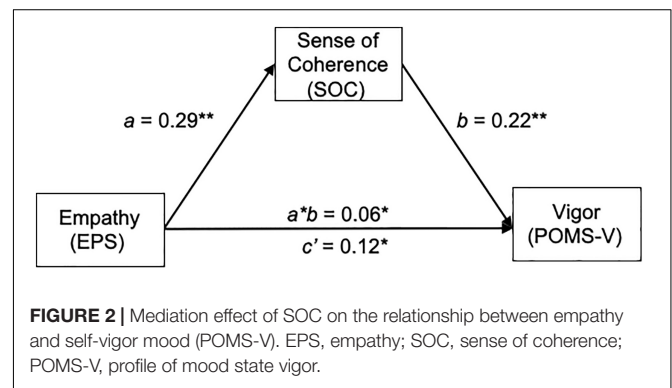 Sense of
Coherence
(SOC)
a = 0.29**
b = 0.22**
Empathy
(EPS)
a*b = 0.06*
c' = 0.12*
Vigor
(POMS-V)
FIGURE 2 | Mediation effect of SOC on the relationship between empathy
and self-vigor mood (POMS-V). EPS, empathy; SOC, sense of coherence;
POMS-V, profile of mood state vigor.